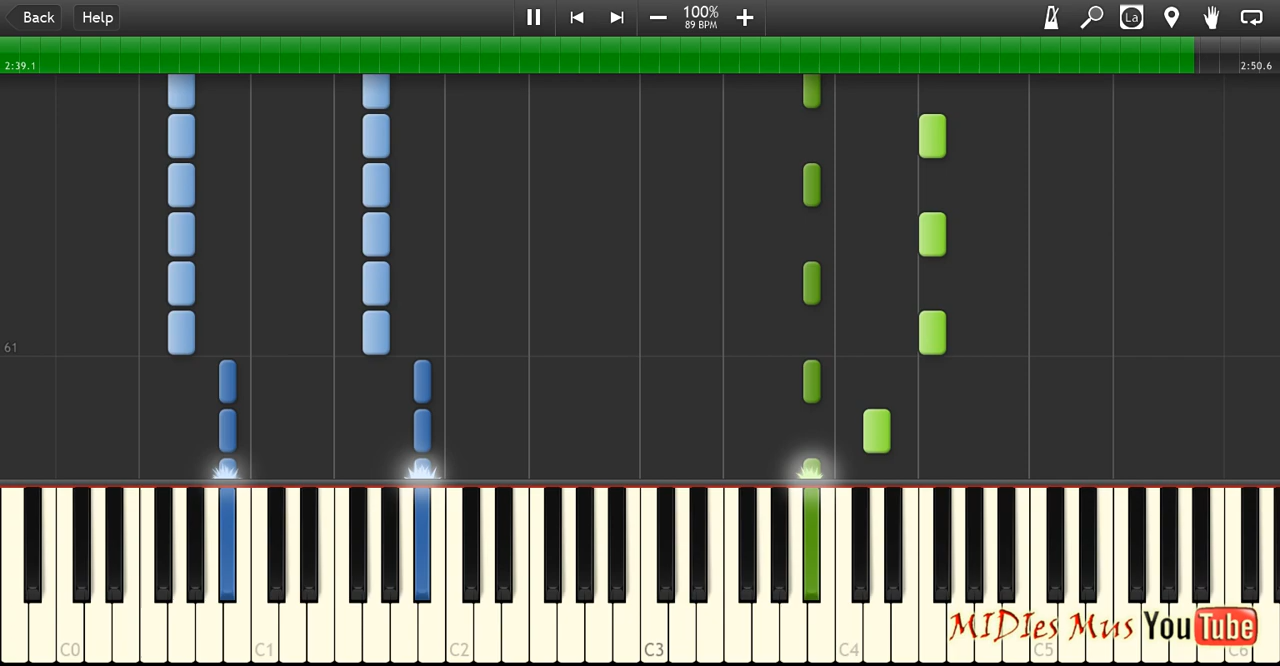 Back Help 100% La
89 BPM
2:39.1 2:50.6
61
MIDIes Mus YouTube
C0 C1 C2 C3 C4 C5 C6